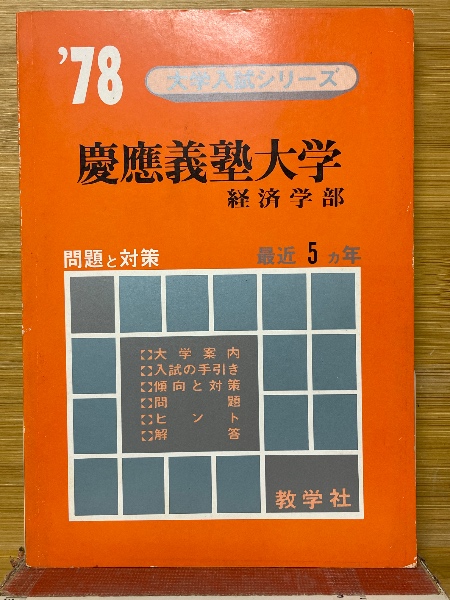 '78
大学入試シリーズ
慶應義塾大学
経済学部
問題と対策 最近5ヵ年
〔〕大学案内
〔〕入試の手引き
〔〕傾向と対策
〔〕問題
〔〕ヒント
〔〕解答
教学社